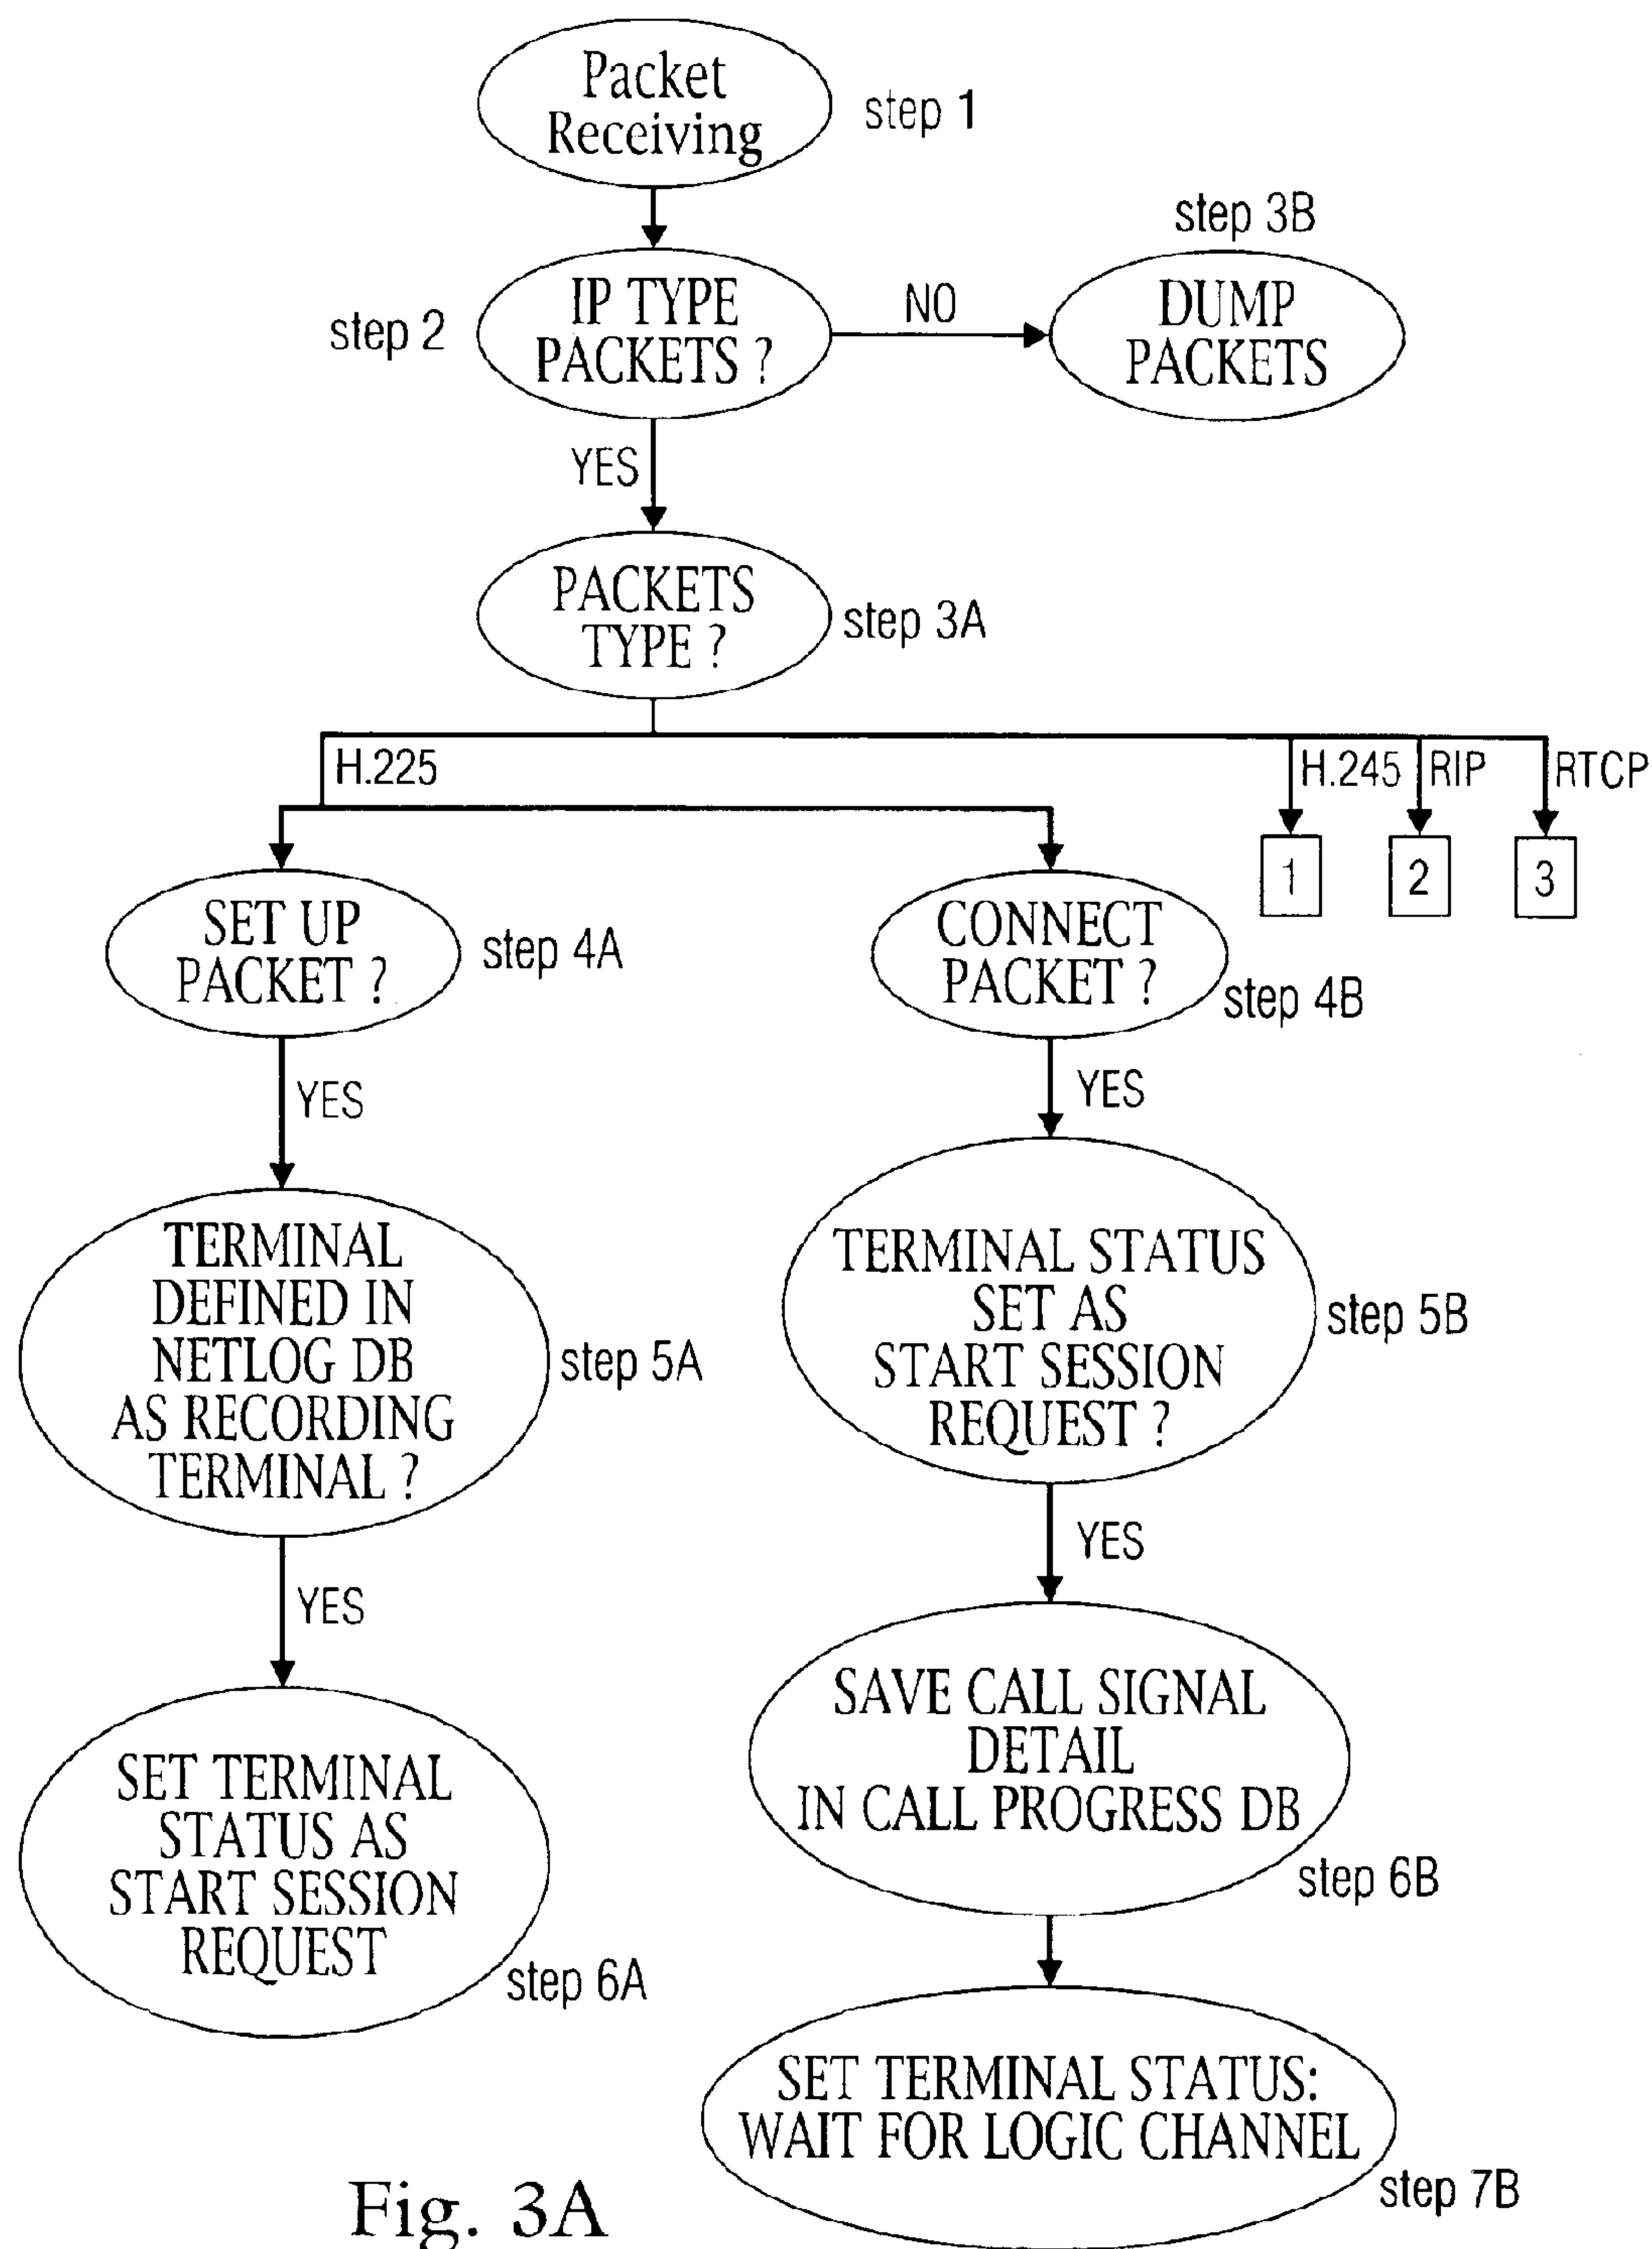 Packet
Receiving
step 1
step 3B
IP TYPE
PACKETS ?
step 2
NO
DUMP
PACKETS
YES
PACKETS
TYPE ?
step 3A
H.225
H.245
RIP
RTCP
1
2
3
SET UP
PACKET ?
step 4A
CONNECT
PACKET ?
step 4B
YES
YES
TERMINAL
DEFINED IN
NETLOG DB
AS RECORDING
TERMINAL ?
step 5A
TERMINAL STATUS
SET AS
START SESSION
REQUEST ?
step 5B
YES
YES
SET TERMINAL
STATUS AS
START SESSION
REQUEST
step 6A
SAVE CALL SIGNAL
DETAIL
IN CALL PROGRESS DB
step 6B
SET TERMINAL STATUS:
WAIT FOR LOGIC CHANNEL
step 7B
Fig. 3A